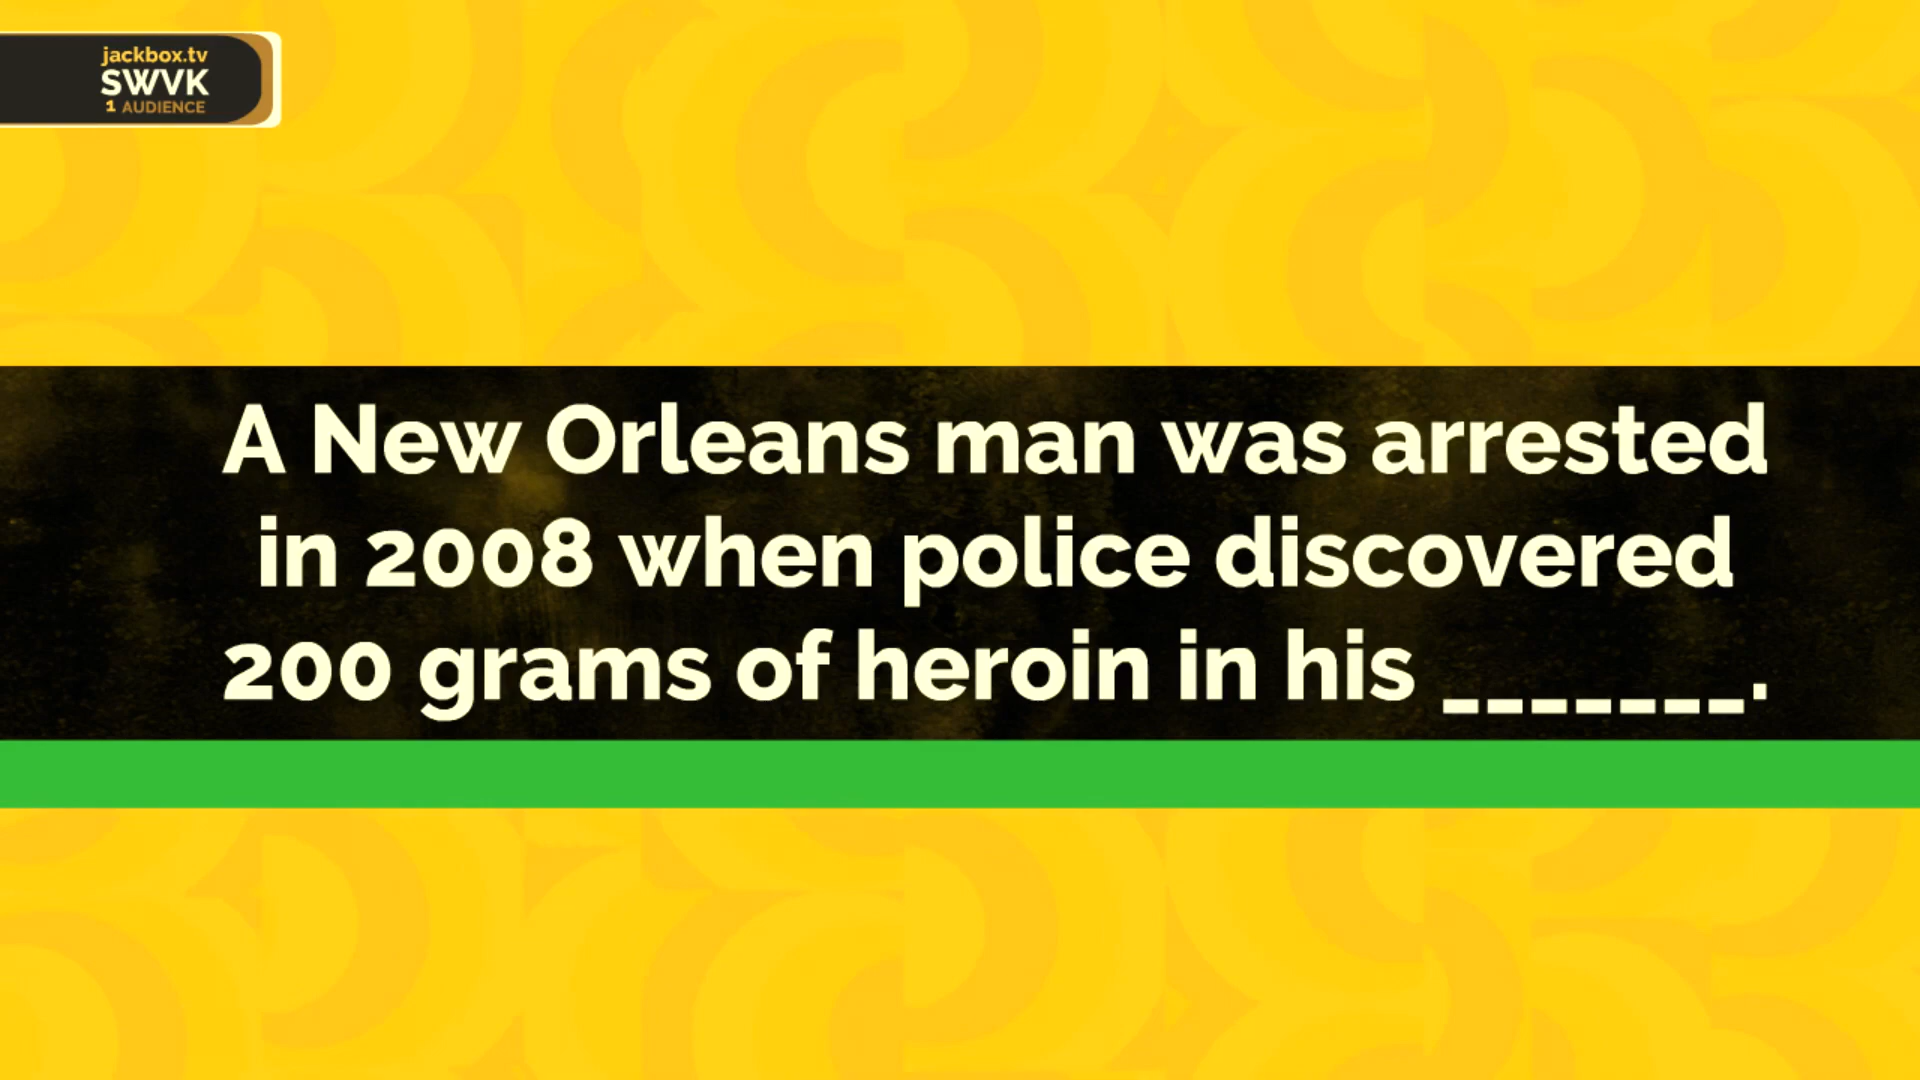 jackbox.tv
SWVK
1 AUDIENCE
A New Orleans man was arrested
in 2008 when police discovered
200 grams of heroin in his _______.